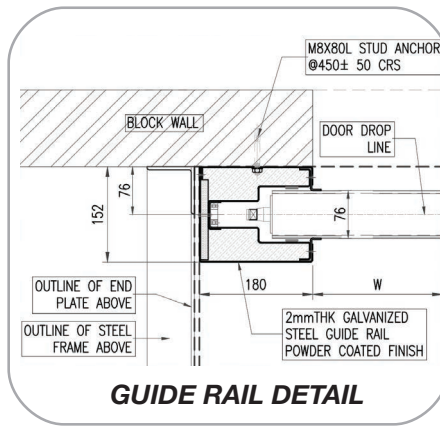 M8X80L STUD ANCHOR
@450± 50 CRS
BLOCK WALL
DOOR DROP
LINE
76
152
76
180
W
OUTLINE OF END
PLATE ABOVE
OUTLINE OF STEEL
FRAME ABOVE
2mmTHK GALVANIZED
STEEL GUIDE RAIL
POWDER COATED FINISH
GUIDE RAIL DETAIL